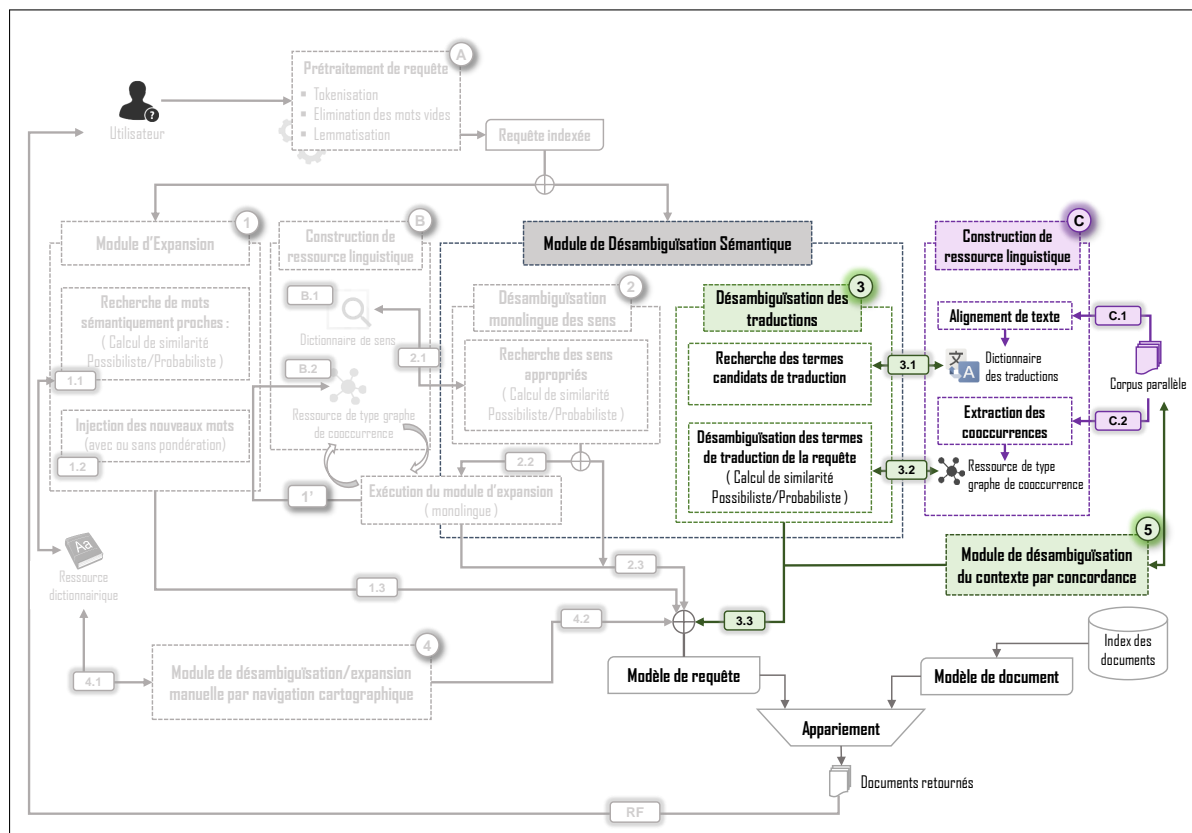 A
Prétraitement de requête
▪ Tokenisation
▪ Elimination des mots vides
▪ Lemmatisation
?
Utilisateur
Requête indexée
1
Module d'Expansion
Recherche de mots
sémantiquement proches :
( Calcul de similarité
Possibiliste/Probabiliste )
1.1
Injection des nouveaux mots
(avec ou sans pondération)
1.2
B
Construction de
ressource linguistique
B.1
Dictionnaire de sens
B.2
Ressource de type graphe
de cooccurrence
Module de Désambiguïsation Sémantique
2
Désambiguïsation
monolingue des sens
2.1
Recherche des sens
appropriés
( Calcul de similarité
Possibiliste/Probabiliste )
2.2
1'
Exécution du module d'expansion
( monolingue )
2.3
3
Désambiguïsation des
traductions
Recherche des termes
candidats de traduction
3.1
Désambiguïsation des termes
de traduction de la requête
( Calcul de similarité
Possibiliste/Probabiliste )
3.2
C
Construction de
ressource linguistique
Alignement de texte
C.1
文
A
Dictionnaire
des traductions
Corpus parallèle
Extraction des
cooccurrences
C.2
Ressource de type
graphe de cooccurrence
5
Module de désambiguïsation
du contexte par concordance
Aa
Ressource
dictionnairique
1.3
4.2
3.3
4.1
4
Module de désambiguïsation/expansion
manuelle par navigation cartographique
Index des
documents
Modèle de requête
Modèle de document
Appariement
Documents retournés
RF